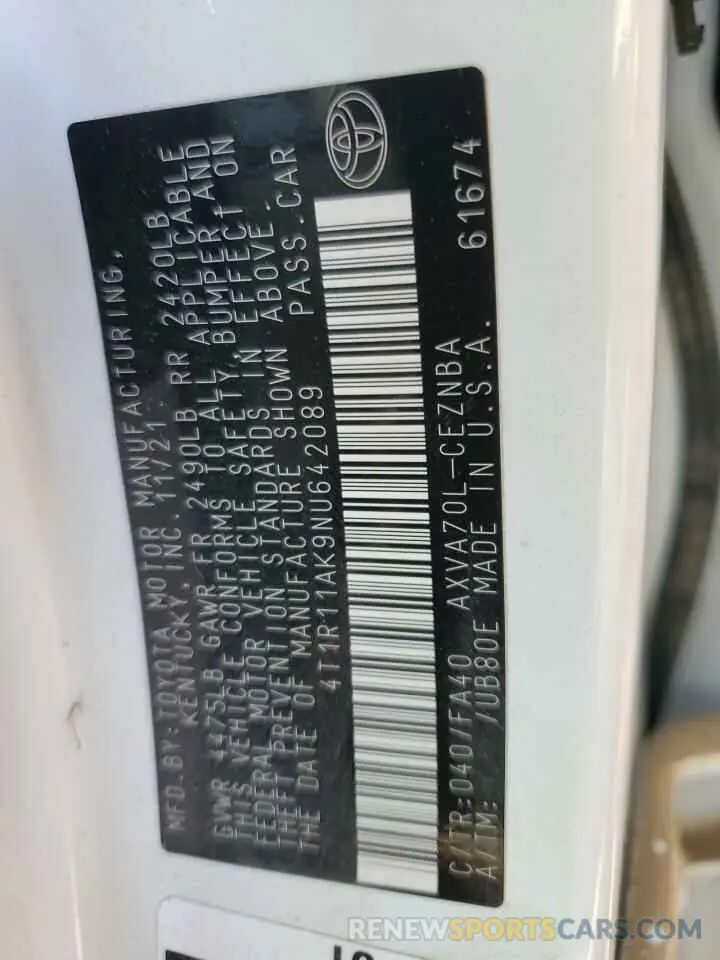 MFD.BY:TOYOTA MOTOR MANUFACTURING,
KENTUCKY, INC. 11/21
GVWR 4475LB GAWR FR 2490LB RR 2420LB
THIS VEHICLE CONFORMS TO ALL APPLICABLE
FEDERAL MOTOR VEHICLE SAFETY, BUMPER, AND
THEFT PREVENTION STANDARDS IN EFFECT ON
THE DATE OF MANUFACTURE SHOWN ABOVE.
4T1R11AK9NU642089 PASS.CAR
C/TR:040/FA40 AXVA70L-CEZNBA
A/TM: /UB80E MADE IN U.S.A. 61674
RENEWSPORTSCARS.COM